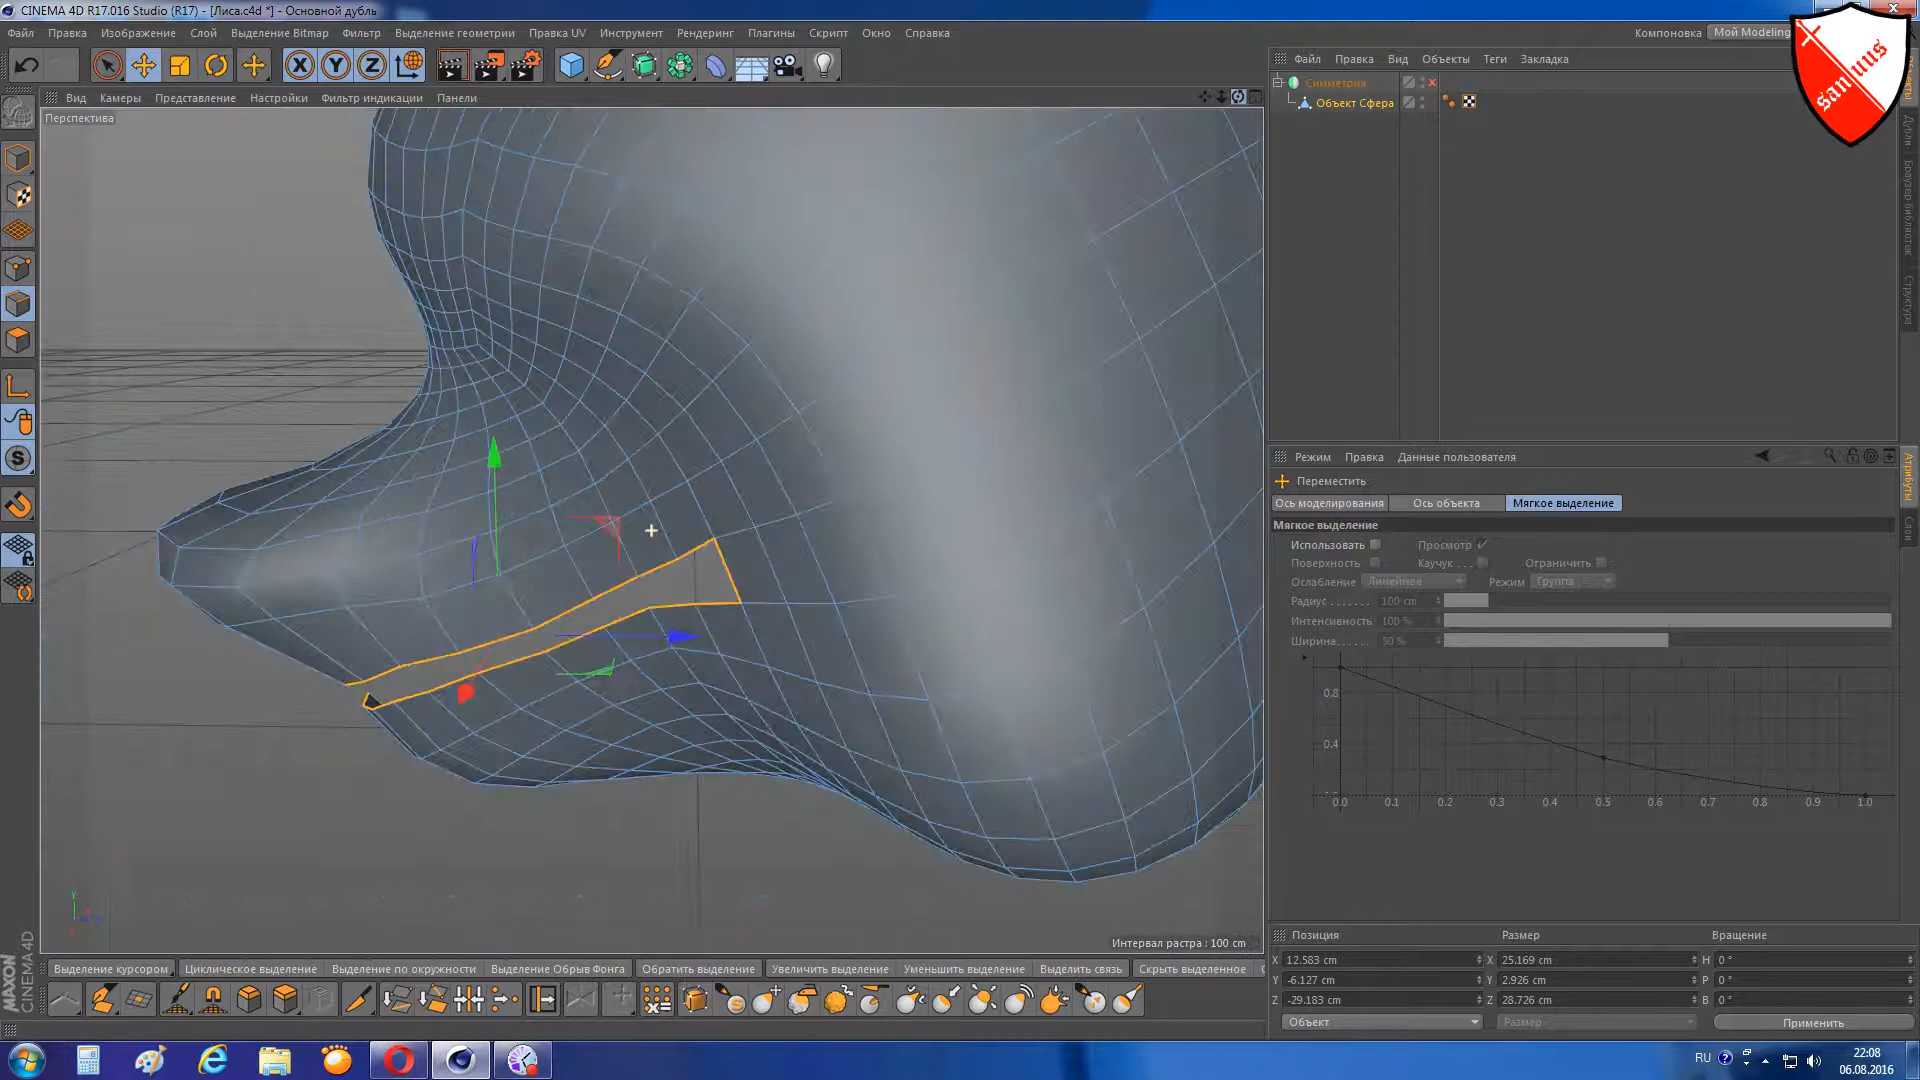 CINEMA 4D R17.016 Studio (R17) - [Лиса.c4d *] - Основной дубль
Файл Правка Изображение Слой Выделение Bitmap Фильтр Выделение геометрии Правка UV Инструмент Рендеринг Плагины Скрипт Окно Справка
Компоновка Мой Modeling
sanuus
Вид Камеры Представление Настройки Фильтр индикации Панели
Перспектива
Интервал растра : 100 cm
Файл Правка Вид Объекты Теги Закладка
Симметрия
Объект Сфера
Дубли
Браузер библиотек
Структура
Режим Правка Данные пользователя
Атрибуты
Слои
Переместить
Ось моделирования Ось объекта Мягкое выделение
Мягкое выделение
Использовать Просмотр
Поверхность Каучук Ограничить
Ослабление Линейное Режим Группа
Радиус 100 cm
Интенсивность 100 %
Ширина 50 %
0.8
0.4
0.0 0.1 0.2 0.3 0.4 0.5 0.6 0.7 0.8 0.9 1.0
Позиция Размер Вращение
X 12.583 cm X 25.169 cm H 0 °
Y -6.127 cm Y 2.926 cm P 0 °
Z -29.183 cm Z 28.726 cm B 0 °
Объект Размер Применить
Выделение курсором Циклическое выделение Выделение по окружности Выделение Обрыв Фонга Обратить выделение Увеличить выделение Уменьшить выделение Выделить связь Скрыть выделенное
MAXON
CINEMA 4D
RU
22:08
06.08.2016